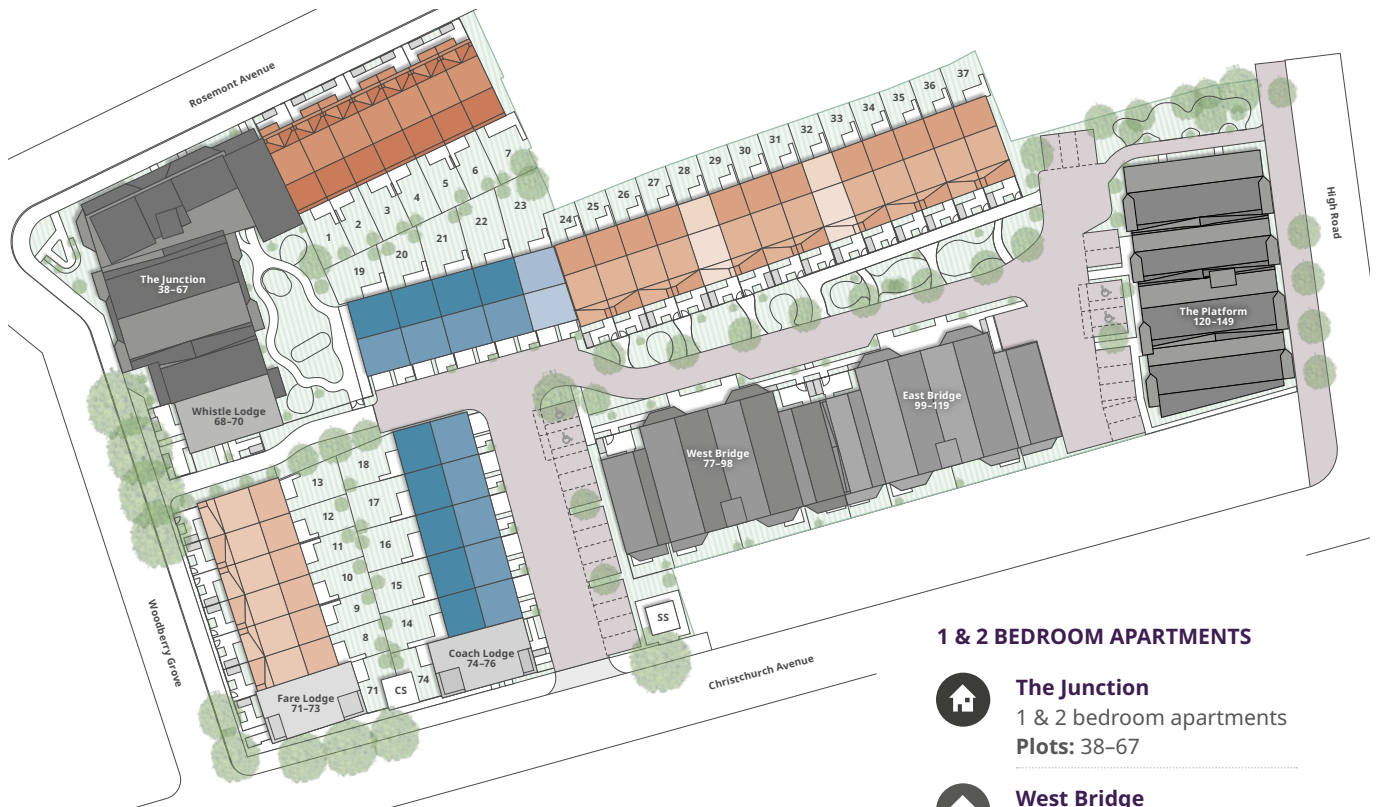 Rosemont Avenue
37
36
35
34
33
32
31
30
29
28
27
26
25
24
7
6
5
4
3
2
1
23
22
21
20
19
High Road
The Junction
38–67
The Platform
120–149
Whistle Lodge
68–70
East Bridge
99–119
West Bridge
77–98
18
17
16
15
14
13
12
11
10
9
8
Woodberry Grove
Coach Lodge
74–76
Fare Lodge
71–73
71
CS
74
SS
Christchurch Avenue
1 & 2 BEDROOM APARTMENTS
The Junction
1 & 2 bedroom apartments
Plots: 38–67
West Bridge